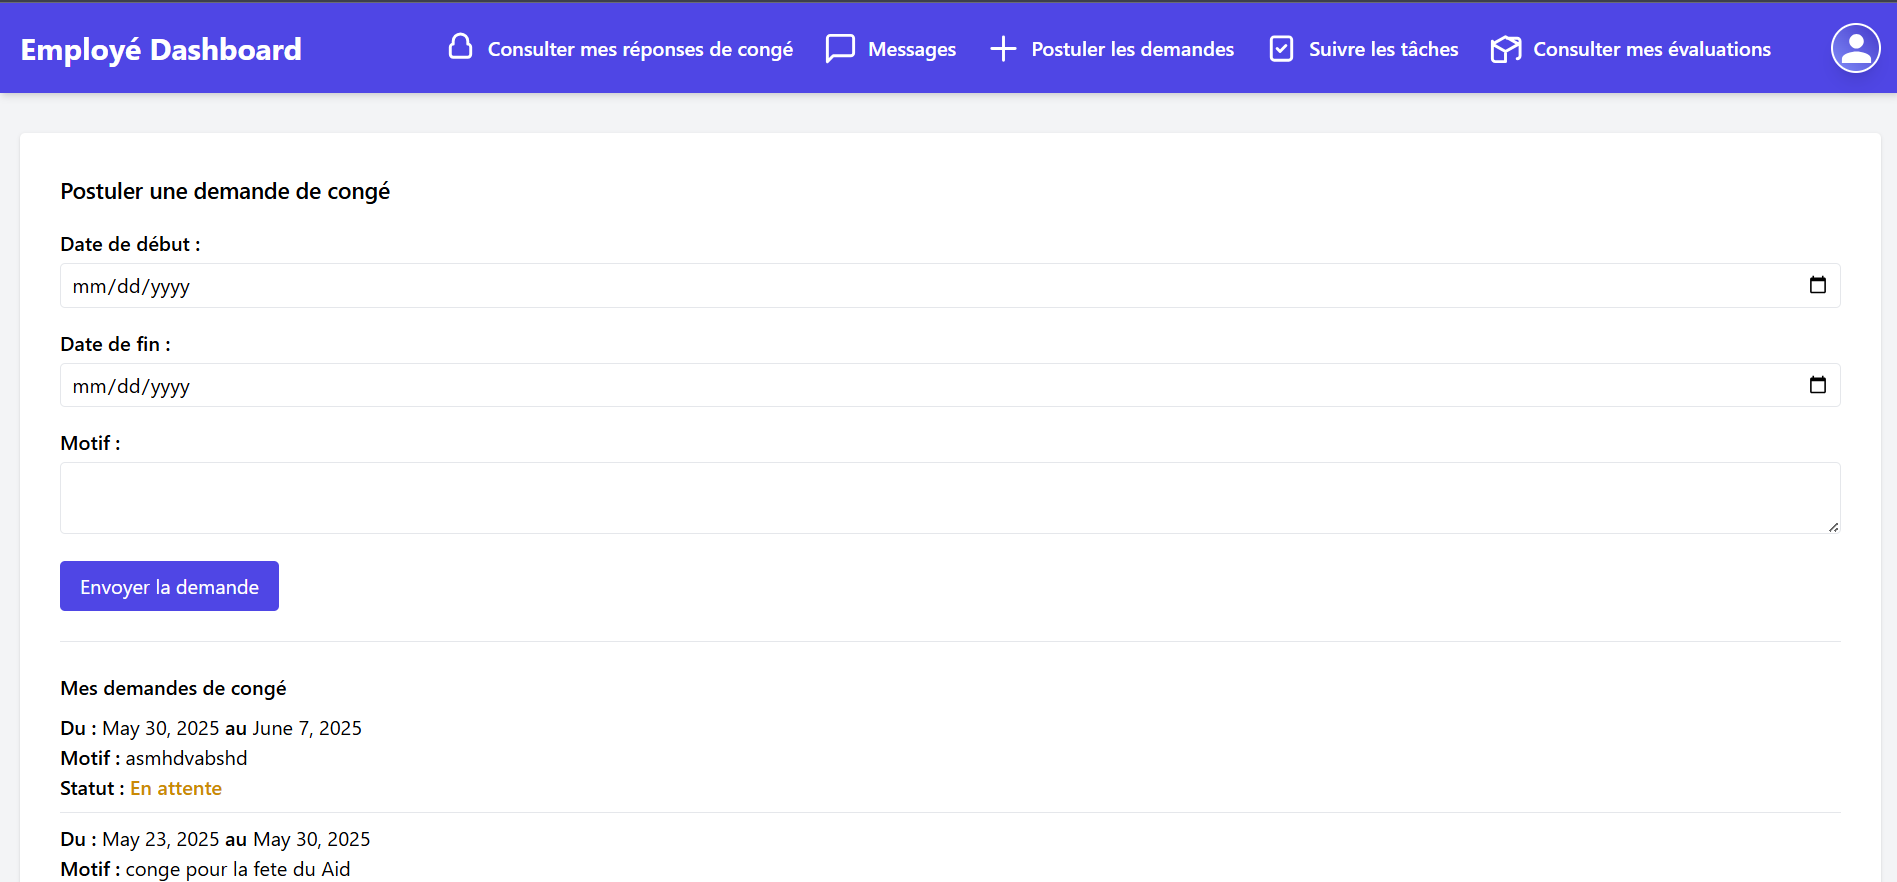 Employé Dashboard
Consulter mes réponses de congé
Messages
Postuler les demandes
Suivre les tâches
Consulter mes évaluations
Postuler une demande de congé
Date de début :
mm/dd/yyyy
Date de fin :
mm/dd/yyyy
Motif :
Envoyer la demande
Mes demandes de congé
Du : May 30, 2025 au June 7, 2025
Motif : asmhdvabshd
Statut : En attente
Du : May 23, 2025 au May 30, 2025
Motif : conge pour la fete du Aid